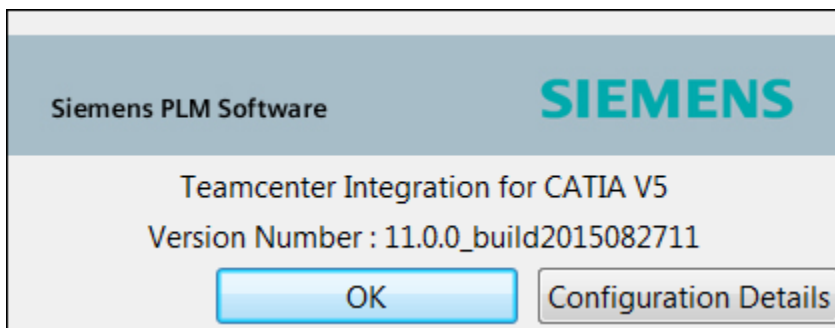 Siemens PLM Software
SIEMENS
Teamcenter Integration for CATIA V5
Version Number : 11.0.0_build2015082711
OK
Configuration Details